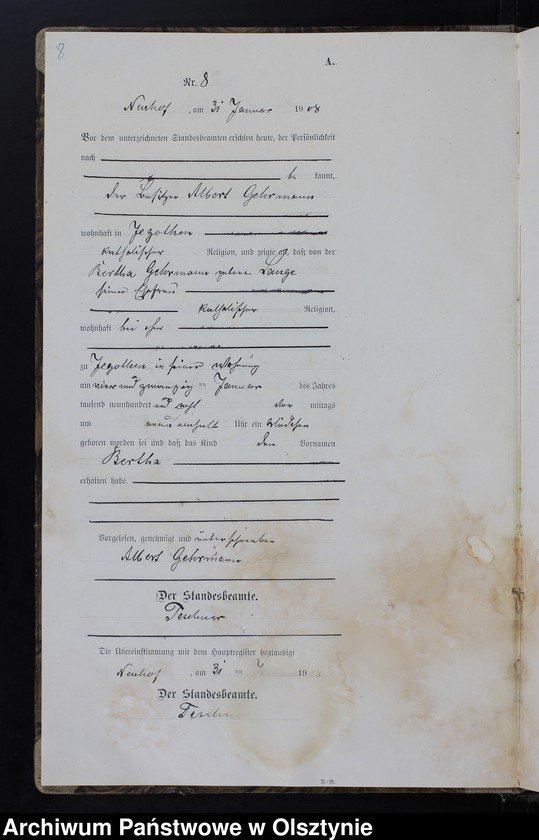 8
A.
Nr. 8
Neuhof, am 31 Januar 1908
Vor dem unterzeichneten Standesbeamten erschien heute, der Persönlichkeit
nach
be kannt,
der Besitzer Albert Gehrmann
wohnhaft in Jegothen
katholischer Religion, und zeigte an, daß von der
Bertha Gehrmann geborene Lange
seiner Ehefrau
katholischer Religion,
wohnhaft bei ihm
zu Jegothen in seiner Wohnung
am vier und zwanzigsten Januar des Jahres
tausend neunhundert und acht Vor mittags
um neun einhalb Uhr ein Mädchen
geboren worden sei und daß das Kind den Vornamen
Bertha
erhalten habe.
Vorgelesen, genehmigt und unterschrieben
Albert Gehrmann
Der Standesbeamte.
Teschner
Die Übereinstimmung mit dem Hauptregister beglaubigt
Neuhof, am 31 19
Der Standesbeamte.
Archiwum Państwowe w Olsztynie